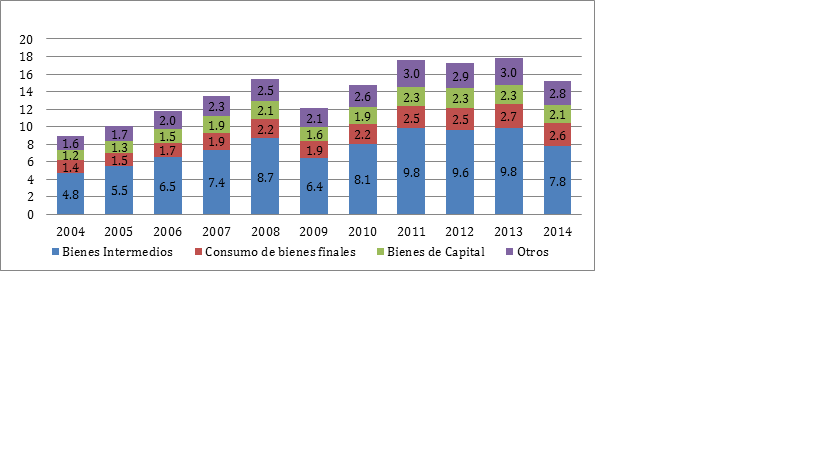 20
18
16
14
12
10
8
6
4
2
0
1.6 1.7 2.0 2.3 2.5 2.1 2.6 3.0 2.9 3.0 2.8
1.2 1.3 1.5 1.9 2.1 1.6 1.9 2.3 2.3 2.3 2.1
1.4 1.5 1.7 1.9 2.2 1.9 2.2 2.5 2.5 2.7 2.6
4.8 5.5 6.5 7.4 8.7 6.4 8.1 9.8 9.6 9.8 7.8
2004 2005 2006 2007 2008 2009 2010 2011 2012 2013 2014
Bienes Intermedios Consumo de bienes finales Bienes de Capital Otros